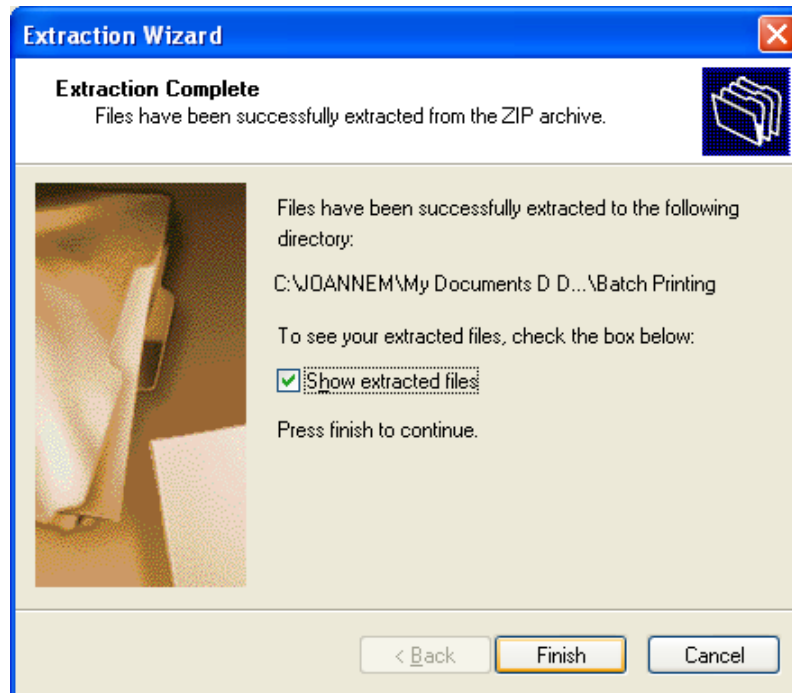 Extraction Wizard
Extraction Complete
Files have been successfully extracted from the ZIP archive.
Files have been successfully extracted to the following
directory:
C:\JOANNEM\My Documents D D...\Batch Printing
To see your extracted files, check the box below:
Show extracted files
Press finish to continue.
< Back Finish Cancel